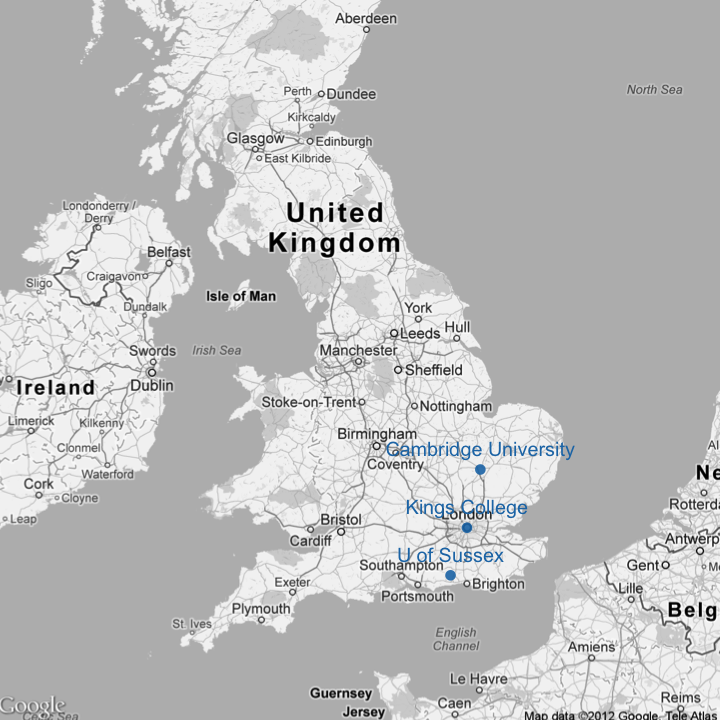 Aberdeen
North Sea
Perth
Dundee
Kirkcaldy
Glasgow
Edinburgh
East Kilbride
Londonderry /
Derry
United
Kingdom
Belfast
Craigavon
Sligo
Isle of Man
Dundalk
York
Leeds
Hull
Swords
Irish Sea
Manchester
Sheffield
Dublin
Ireland
Stoke-on-Trent
Nottingham
Limerick
Kilkenny
Birmingham
Cambridge University
Clonmel
Coventry
Waterford
Cork
Cloyne
Leap
Kings College
London
Bristol
Cardiff
U of Sussex
Southampton
Exeter
Brighton
Portsmouth
Plymouth
St. Ives
English
Channel
Ne
Rotterda
Antwerp
Gent
Me
Lille
Belg
Amiens
Le Havre
Guernsey
Jersey
Caen
Reims
Google
Map data ©2012 Google, Tele Atlas